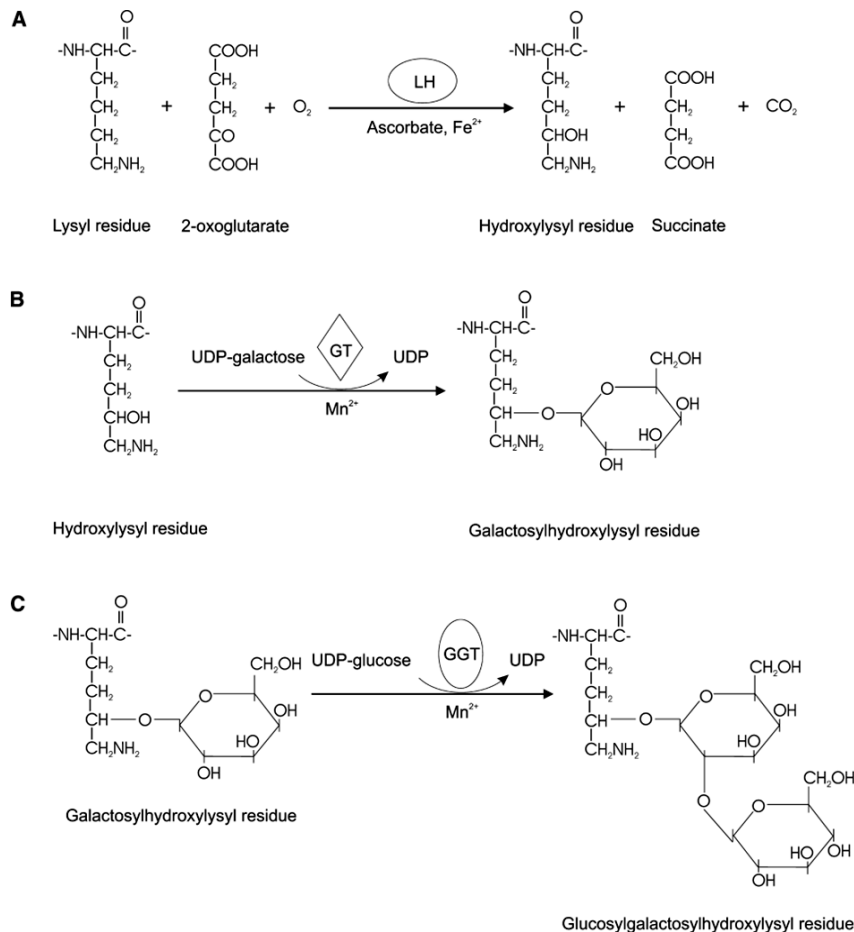 A
O
-NH-CH-C-
CH2
CH2
CH2
CH2NH2
+
COOH
CH2
CH2
CO
COOH
+ O2
LH
Ascorbate, Fe2+
O
-NH-CH-C-
CH2
CH2
CHOH
CH2NH2
+
COOH
CH2
CH2
COOH
+ CO2
Lysyl residue 2-oxoglutarate Hydroxylysyl residue Succinate
B
O
-NH-CH-C-
CH2
CH2
CHOH
CH2NH2
UDP-galactose GT UDP
Mn2+
O
-NH-CH-C-
CH2
CH2
CH O
CH2NH2
O
CH2OH
OH
HO
OH
Hydroxylysyl residue Galactosylhydroxylysyl residue
C
O
-NH-CH-C-
CH2
CH2
CH O
CH2NH2
O
CH2OH
OH
HO
OH
UDP-glucose GGT UDP
Mn2+
O
-NH-CH-C-
CH2
CH2
CH O
CH2NH2
O
CH2OH
OH
HO
O
O
CH2OH
HO OH
OH
Galactosylhydroxylysyl residue
Glucosylgalactosylhydroxylysyl residue